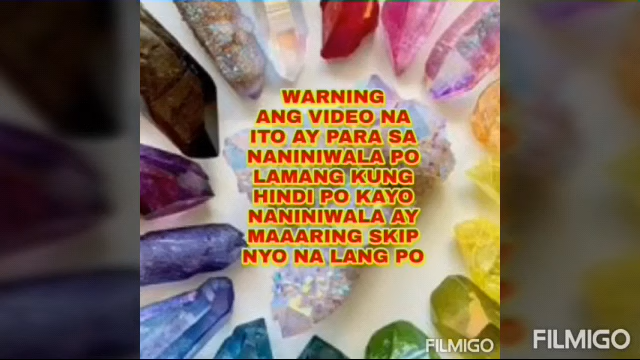 WARNING
ANG VIDEO NA
ITO AY PARA SA
NANINIWALA PO
LAMANG KUNG
HINDI PO KAYO
NANINIWALA AY
MAAARING SKIP
NYO NA LANG PO
FILMIGO
FILMIGO